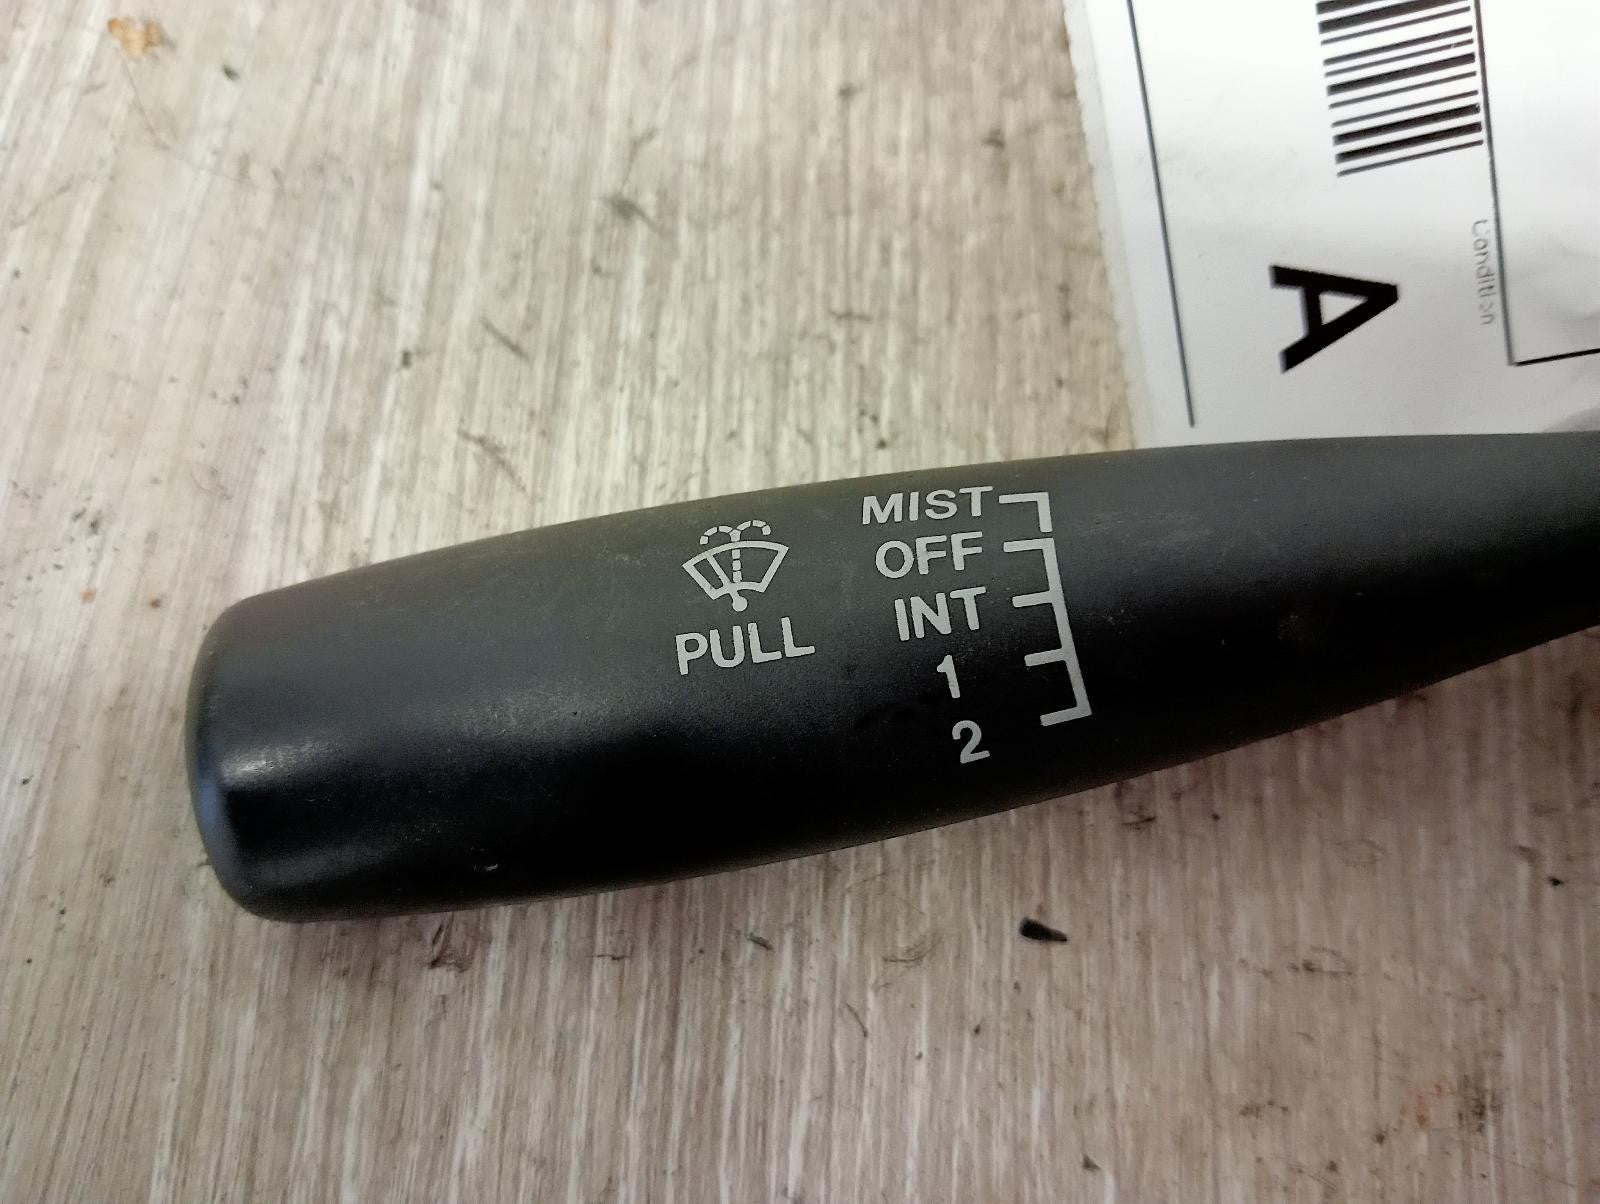 MIST
OFF
INT
1
2
PULL
A
Condition